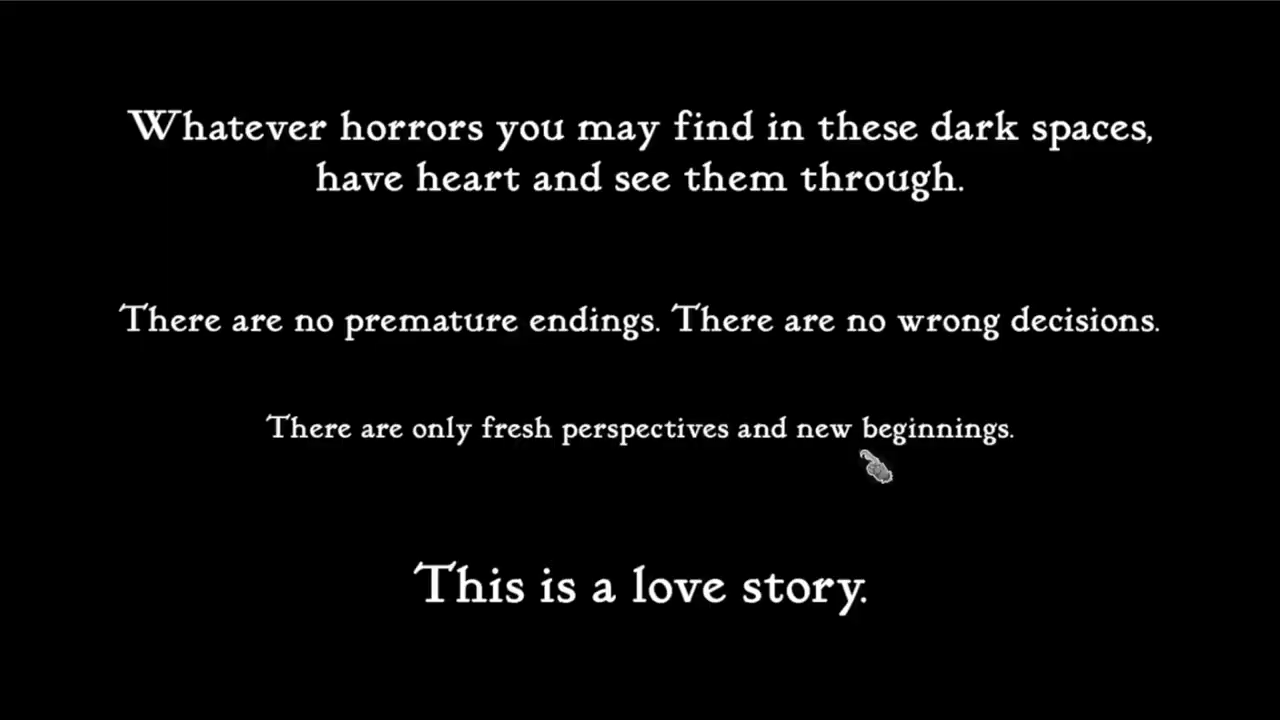 Whatever horrors you may find in these dark spaces,
have heart and see them through.
There are no premature endings. There are no wrong decisions.
There are only fresh perspectives and new beginnings.
This is a love story.